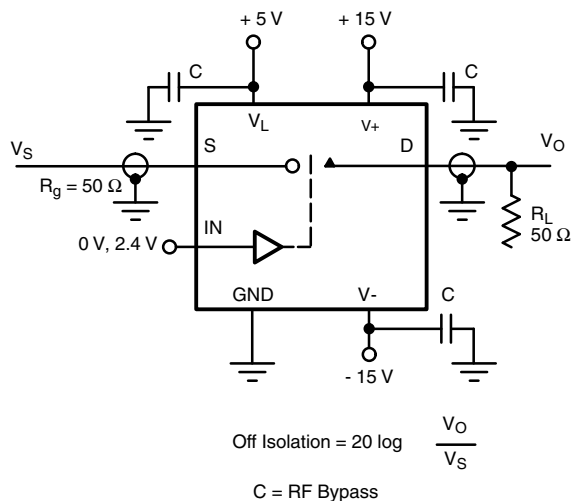 + 5 V
+ 15 V
C
C
V_L
V+
V_S
S
D
V_O
R_g = 50 Ω
R_L
50 Ω
IN
0 V, 2.4 V
GND
V-
C
- 15 V
Off Isolation = 20 log V_O / V_S
C = RF Bypass